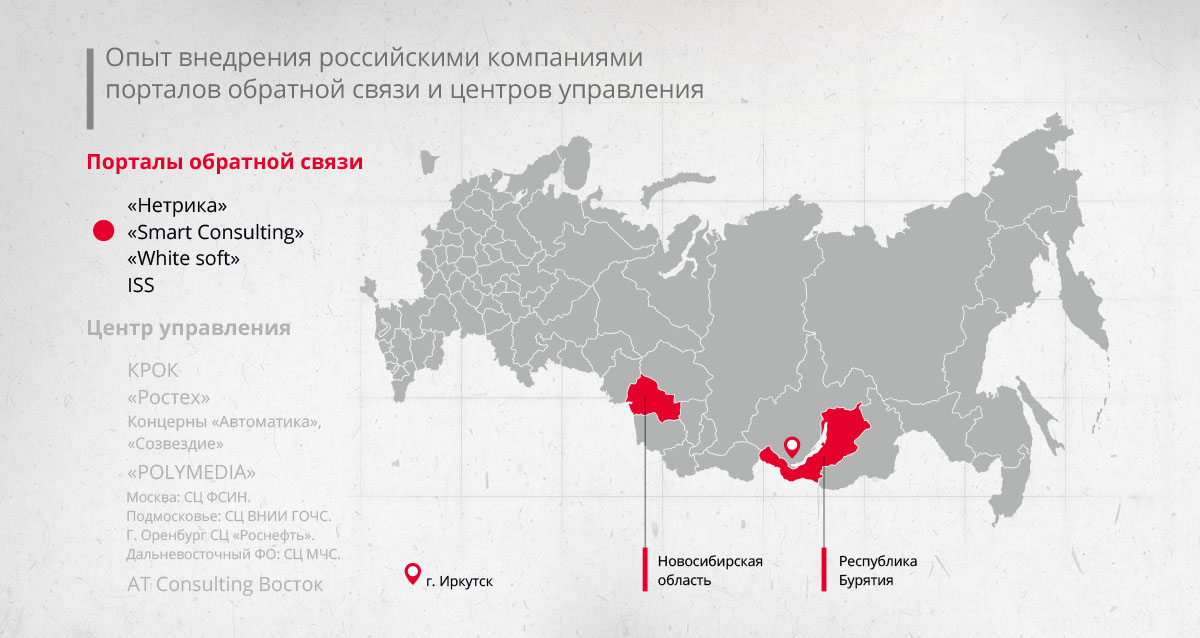 Опыт внедрения российскими компаниями
порталов обратной связи и центров управления
Порталы обратной связи
«Нетрика»
«Smart Consulting»
«White soft»
ISS
Центр управления
КРОК
«Ростех»
Концерны «Автоматика»,
«Созвездие»
«POLYMEDIA»
Москва: СЦ ФСИН.
Подмосковье: СЦ ВНИИ ГОЧС.
Г. Оренбург СЦ «Роснефть».
Дальневосточный ФО: СЦ МЧС.
AT Consulting Восток
г. Иркутск
Новосибирская
область
Республика
Бурятия